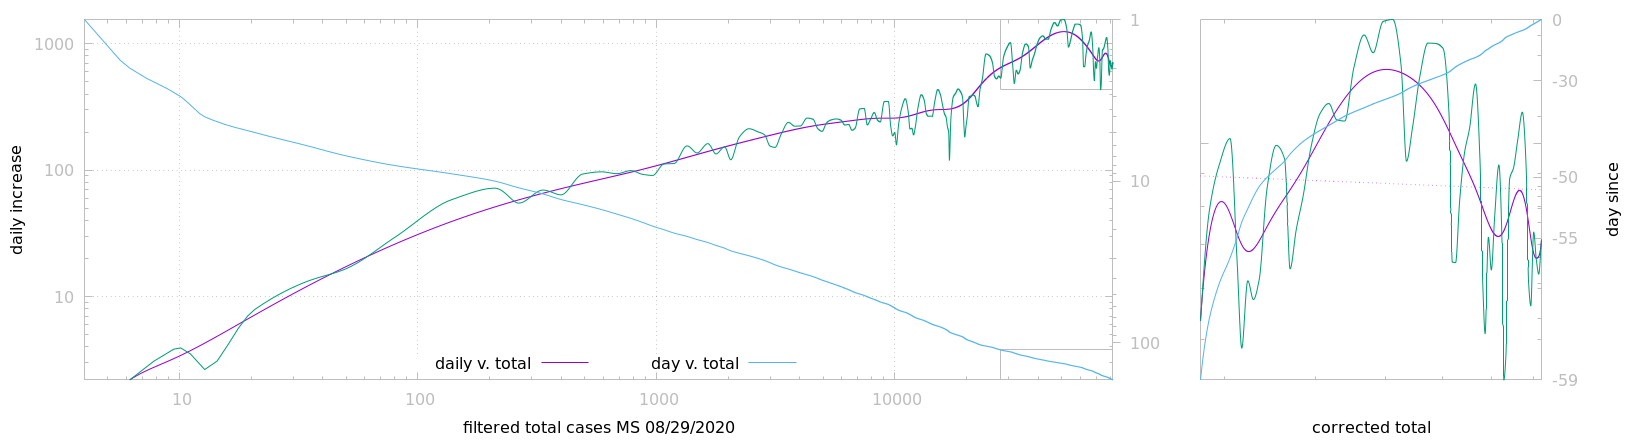 1000
100
10
daily increase
10
100
1000
10000
1
10
100
daily v. total
day v. total
filtered total cases MS 08/29/2020
0
-30
-50
-55
-59
day since
corrected total